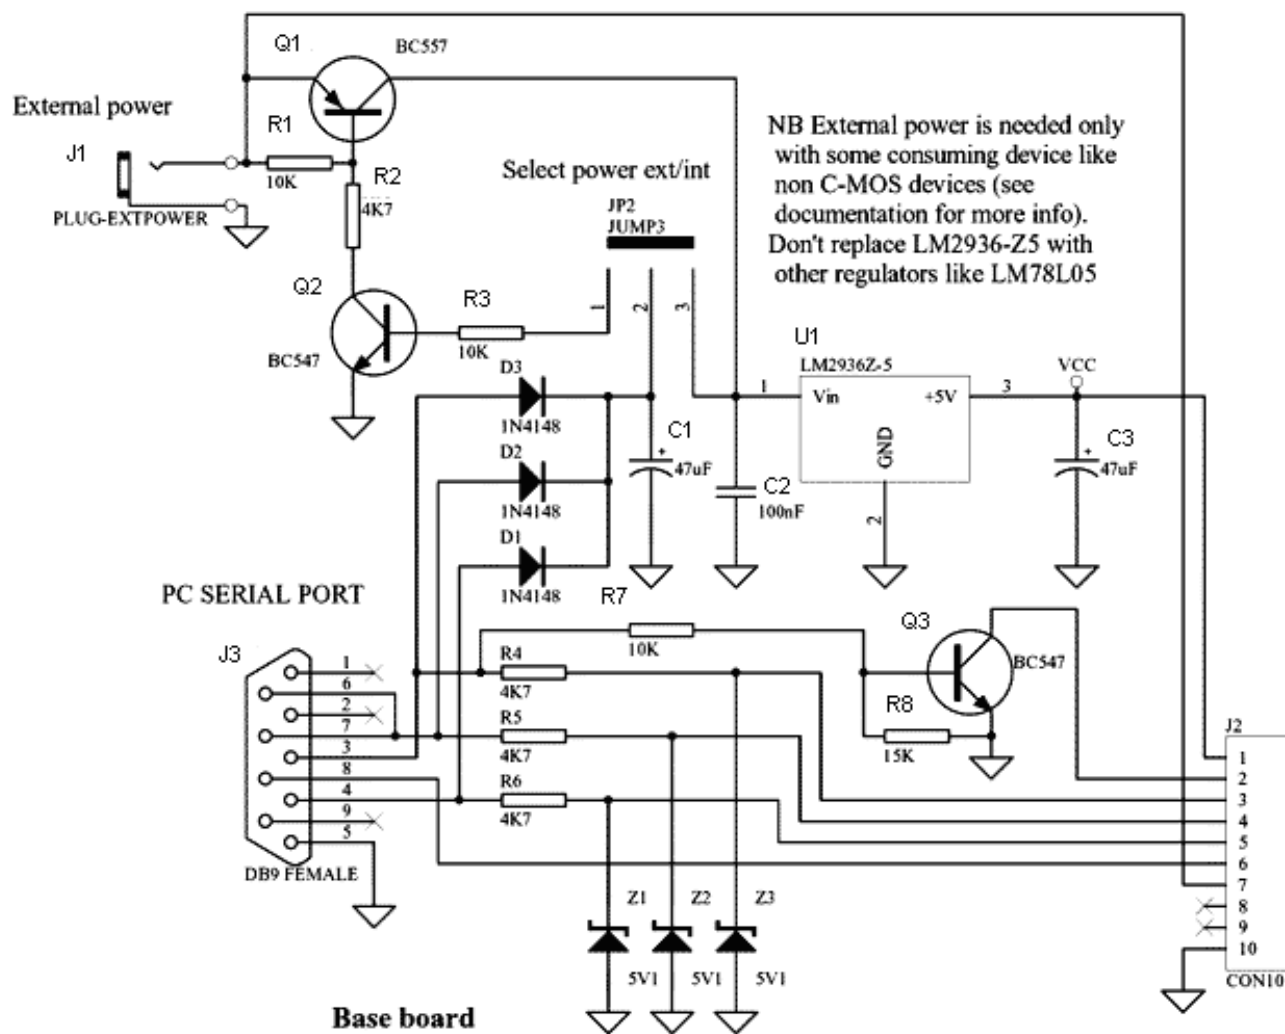 Q1
BC557
External power
J1
R1
10K
R2
4K7
PLUG-EXTPOWER
NB External power is needed only
with some consuming device like
non C-MOS devices (see
documentation for more info).
Don't replace LM2936-Z5 with
other regulators like LM78L05
Select power ext/int
JP2
JUMP3
1
2
3
Q2
BC547
R3
10K
U1
LM2936Z-5
1
Vin
+5V
3
VCC
GND
2
D3
1N4148
D2
1N4148
D1
1N4148
C1
+
47uF
C2
100nF
C3
+
47uF
PC SERIAL PORT
J3
1
6
2
7
3
8
4
9
5
DB9 FEMALE
R7
10K
R4
4K7
R5
4K7
R6
4K7
Q3
BC547
R8
15K
J2
1
2
3
4
5
6
7
8
9
10
CON10
Z1
Z2
Z3
5V1
5V1
5V1
Base board